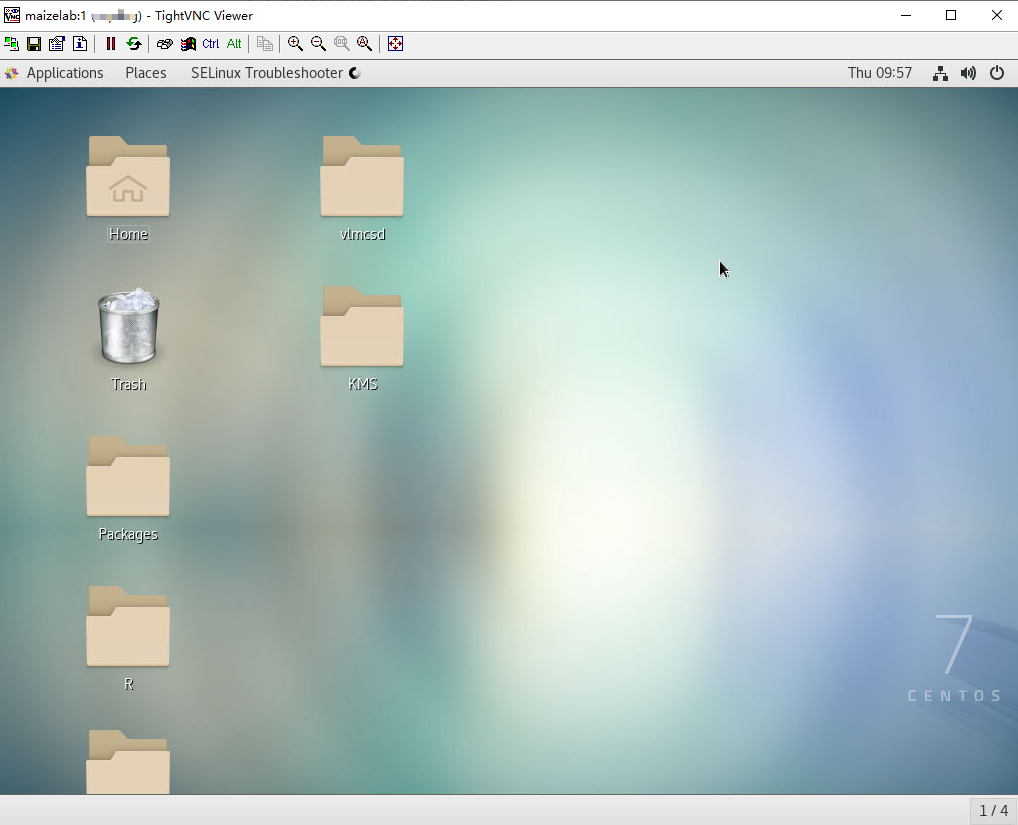 maizelab:1 ( ) - TightVNC Viewer
Ctrl Alt
Applications Places SELinux Troubleshooter Thu 09:57
Home vlmcsd
Trash KMS
Packages
R
7
CENTOS
1 / 4